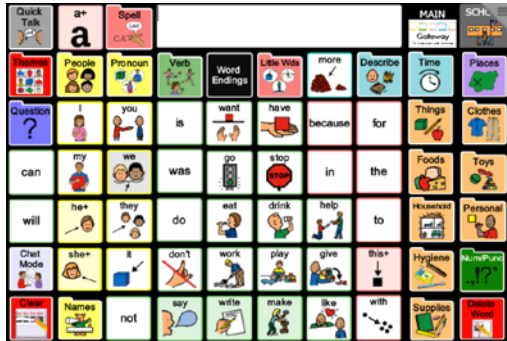 Quick Talk
a+
a
Spell
CAT
MAIN
Gateway
Themes
People
Pronoun
Verb
Word Endings
Little Wds
more
Describe
Time
Places
Question
?
I
you
is
want
have
because
for
Things
Clothes
can
my
we
was
go
stop
STOP
in
the
Foods
Toys
will
he+
they
do
eat
drink
help
to
Household
Personal
Chat Mode
she+
it
don't
work
play
give
this+
Hygiene
Num/Punc
.,!?'
Clear
Names
not
say
write
make
like
with
Supplies
Delete Word